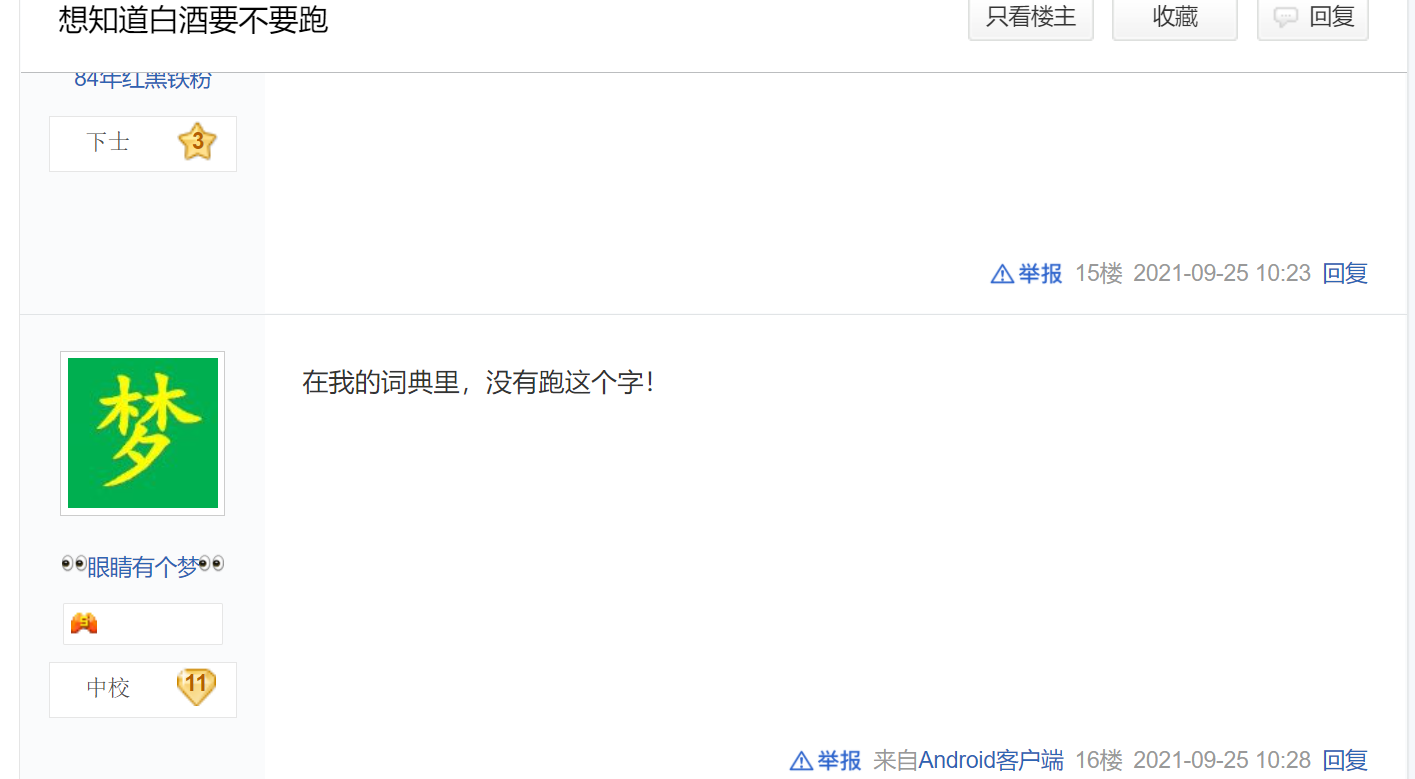 想知道白酒要不要跑
只看楼主 收藏 回复
84年红黑铁粉
下士 3
举报 15楼 2021-09-25 10:23 回复
梦
在我的词典里，没有跑这个字！
👀眼睛有个梦👀
5
中校 11
举报 来自Android客户端 16楼 2021-09-25 10:28 回复